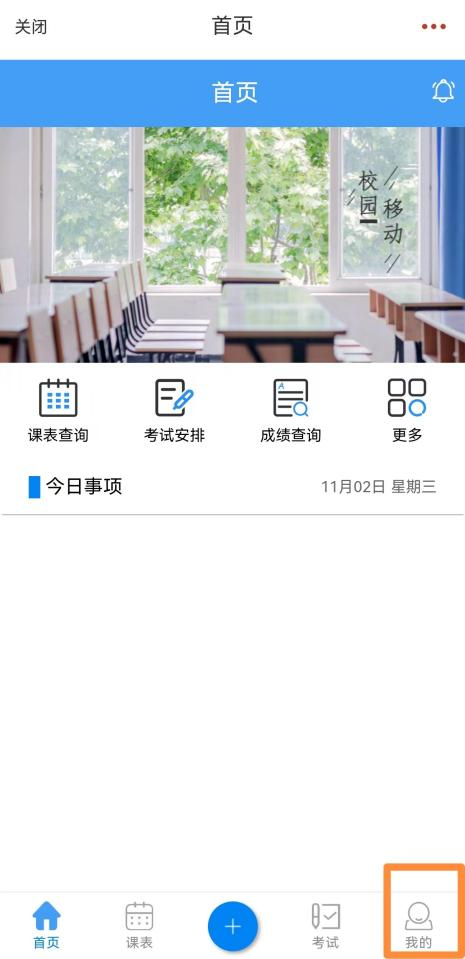 关闭 首页
首页
校园
移动
课表查询 考试安排 成绩查询 更多
今日事项 11月02日 星期三
首页 课表 考试 我的